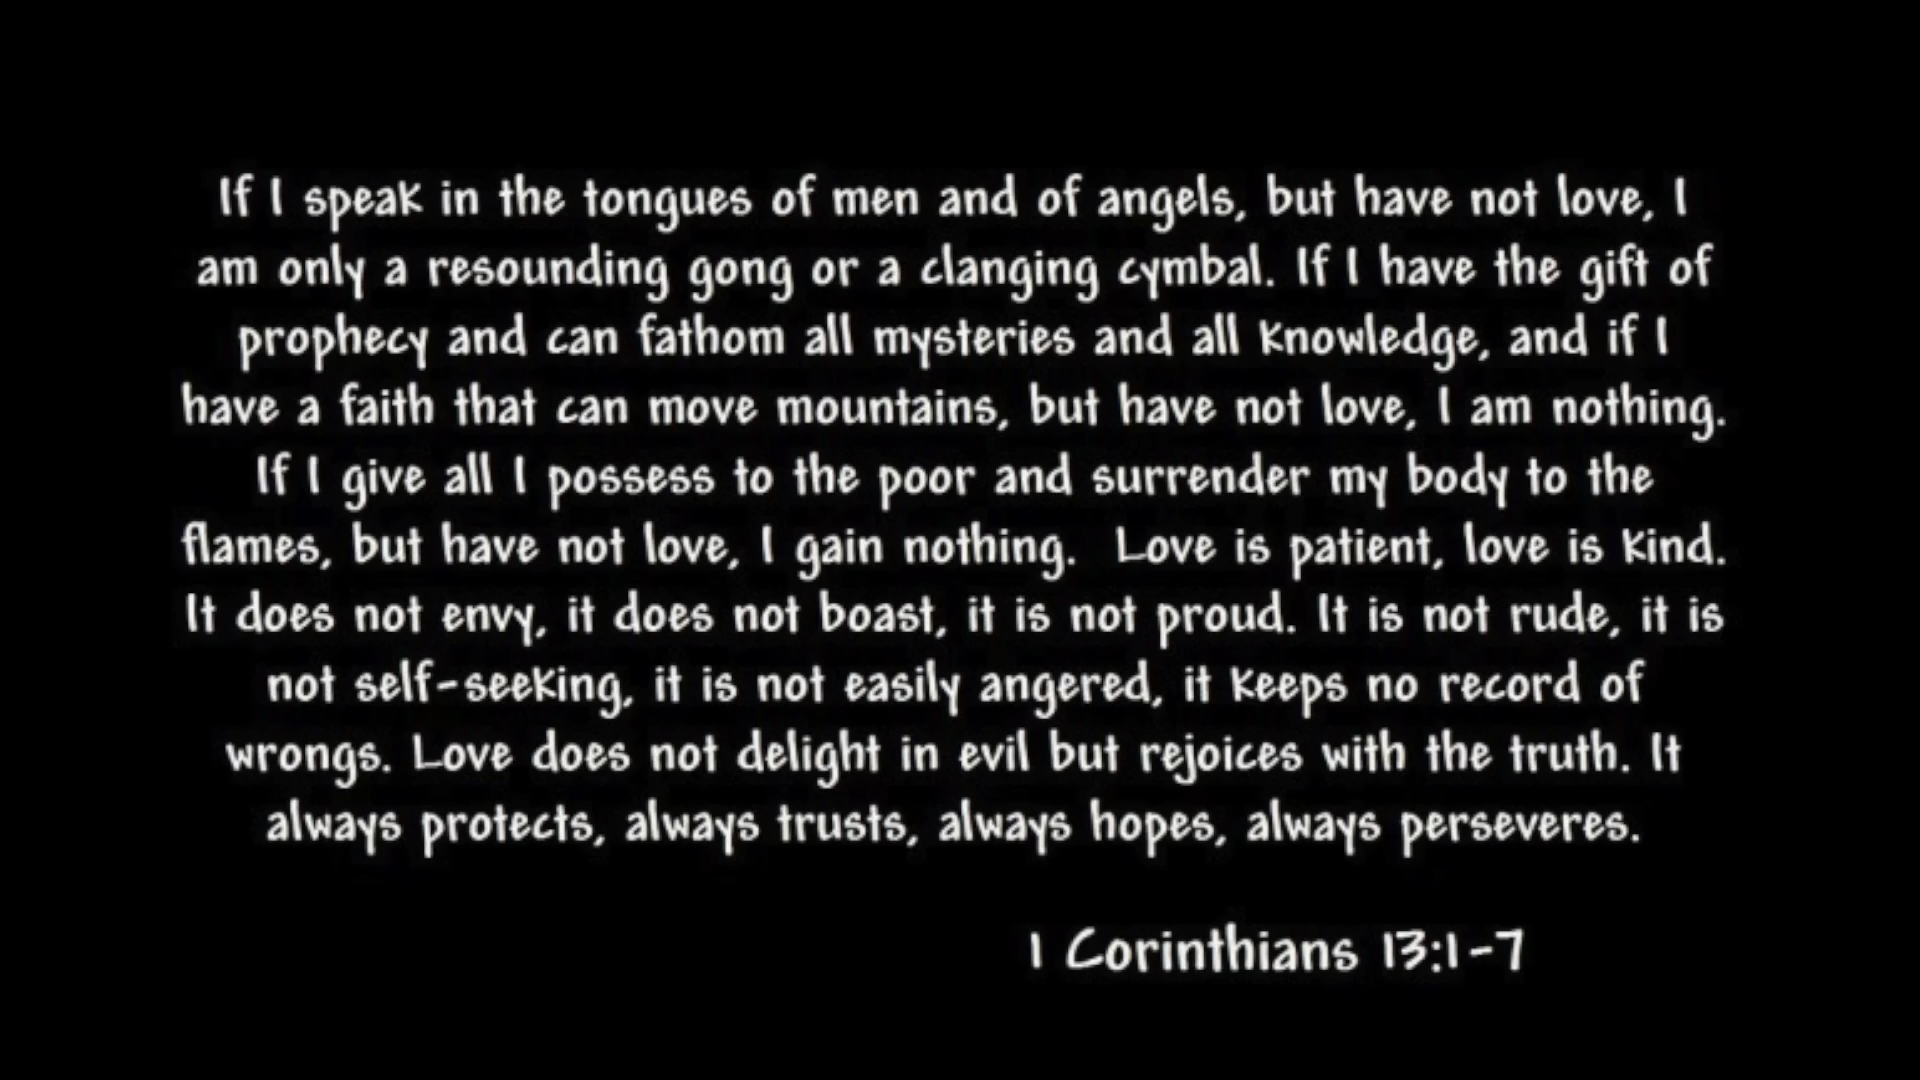 If I speak in the tongues of men and of angels, but have not love, I
am only a resounding gong or a clanging cymbal. If I have the gift of
prophecy and can fathom all mysteries and all knowledge, and if I
have a faith that can move mountains, but have not love, I am nothing.
If I give all I possess to the poor and surrender my body to the
flames, but have not love, I gain nothing.  Love is patient, love is kind.
It does not envy, it does not boast, it is not proud. It is not rude, it is
not self-seeking, it is not easily angered, it keeps no record of
wrongs. Love does not delight in evil but rejoices with the truth. It
always protects, always trusts, always hopes, always perseveres.
1 Corinthians 13:1-7